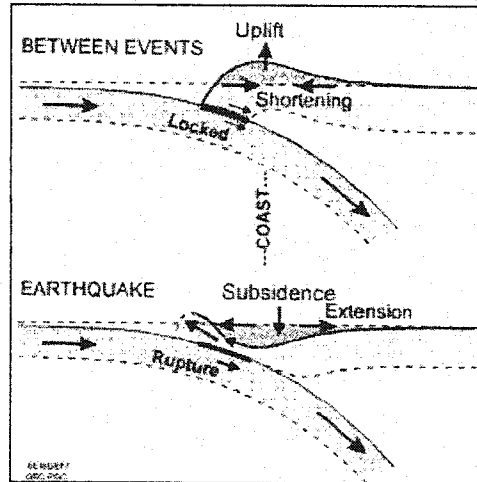 Uplift
BETWEEN EVENTS
Shortening
Locked
COAST
EARTHQUAKE
Subsidence
Extension
Rupture